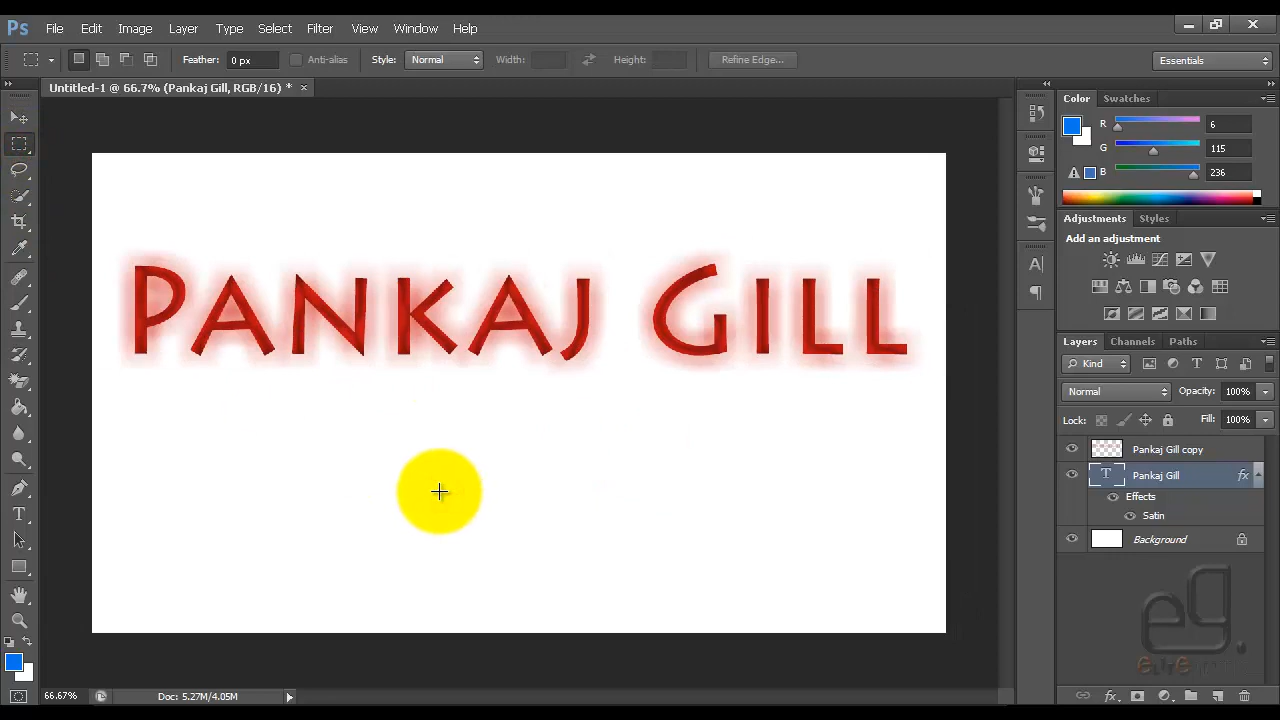 Ps File Edit Image Layer Type Select Filter View Window Help
Feather: 0 px Anti-alias Style: Normal Width: Height: Refine Edge... Essentials
Untitled-1 @ 66.7% (Pankaj Gill, RGB/16) * ×
PANKAJ GILL
Color Swatches
R 6
G 115
B 236
Adjustments Styles
Add an adjustment
Layers Channels Paths
Kind T
Normal Opacity: 100%
Lock: Fill: 100%
Pankaj Gill copy
T Pankaj Gill fx
Effects
Satin
Background
eg.
66.67% Doc: 5.27M/4.05M
fx